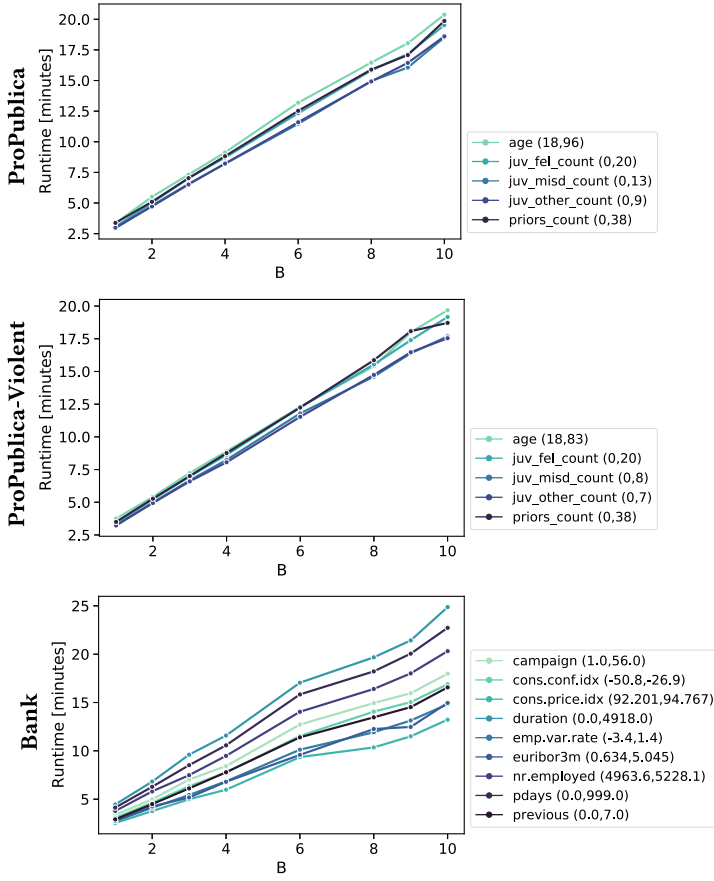 ProPublica
Runtime [minutes]
20.0
17.5
15.0
12.5
10.0
7.5
5.0
2.5
2 4 6 8 10
B
age (18,96)
juv_fel_count (0,20)
juv_misd_count (0,13)
juv_other_count (0,9)
priors_count (0,38)
ProPublica-Violent
Runtime [minutes]
20.0
17.5
15.0
12.5
10.0
7.5
5.0
2.5
2 4 6 8 10
B
age (18,83)
juv_fel_count (0,20)
juv_misd_count (0,8)
juv_other_count (0,7)
priors_count (0,38)
Bank
Runtime [minutes]
25
20
15
10
5
2 4 6 8 10
B
campaign (1.0,56.0)
cons.conf.idx (-50.8,-26.9)
cons.price.idx (92.201,94.767)
duration (0.0,4918.0)
emp.var.rate (-3.4,1.4)
euribor3m (0.634,5.045)
nr.employed (4963.6,5228.1)
pdays (0.0,999.0)
previous (0.0,7.0)